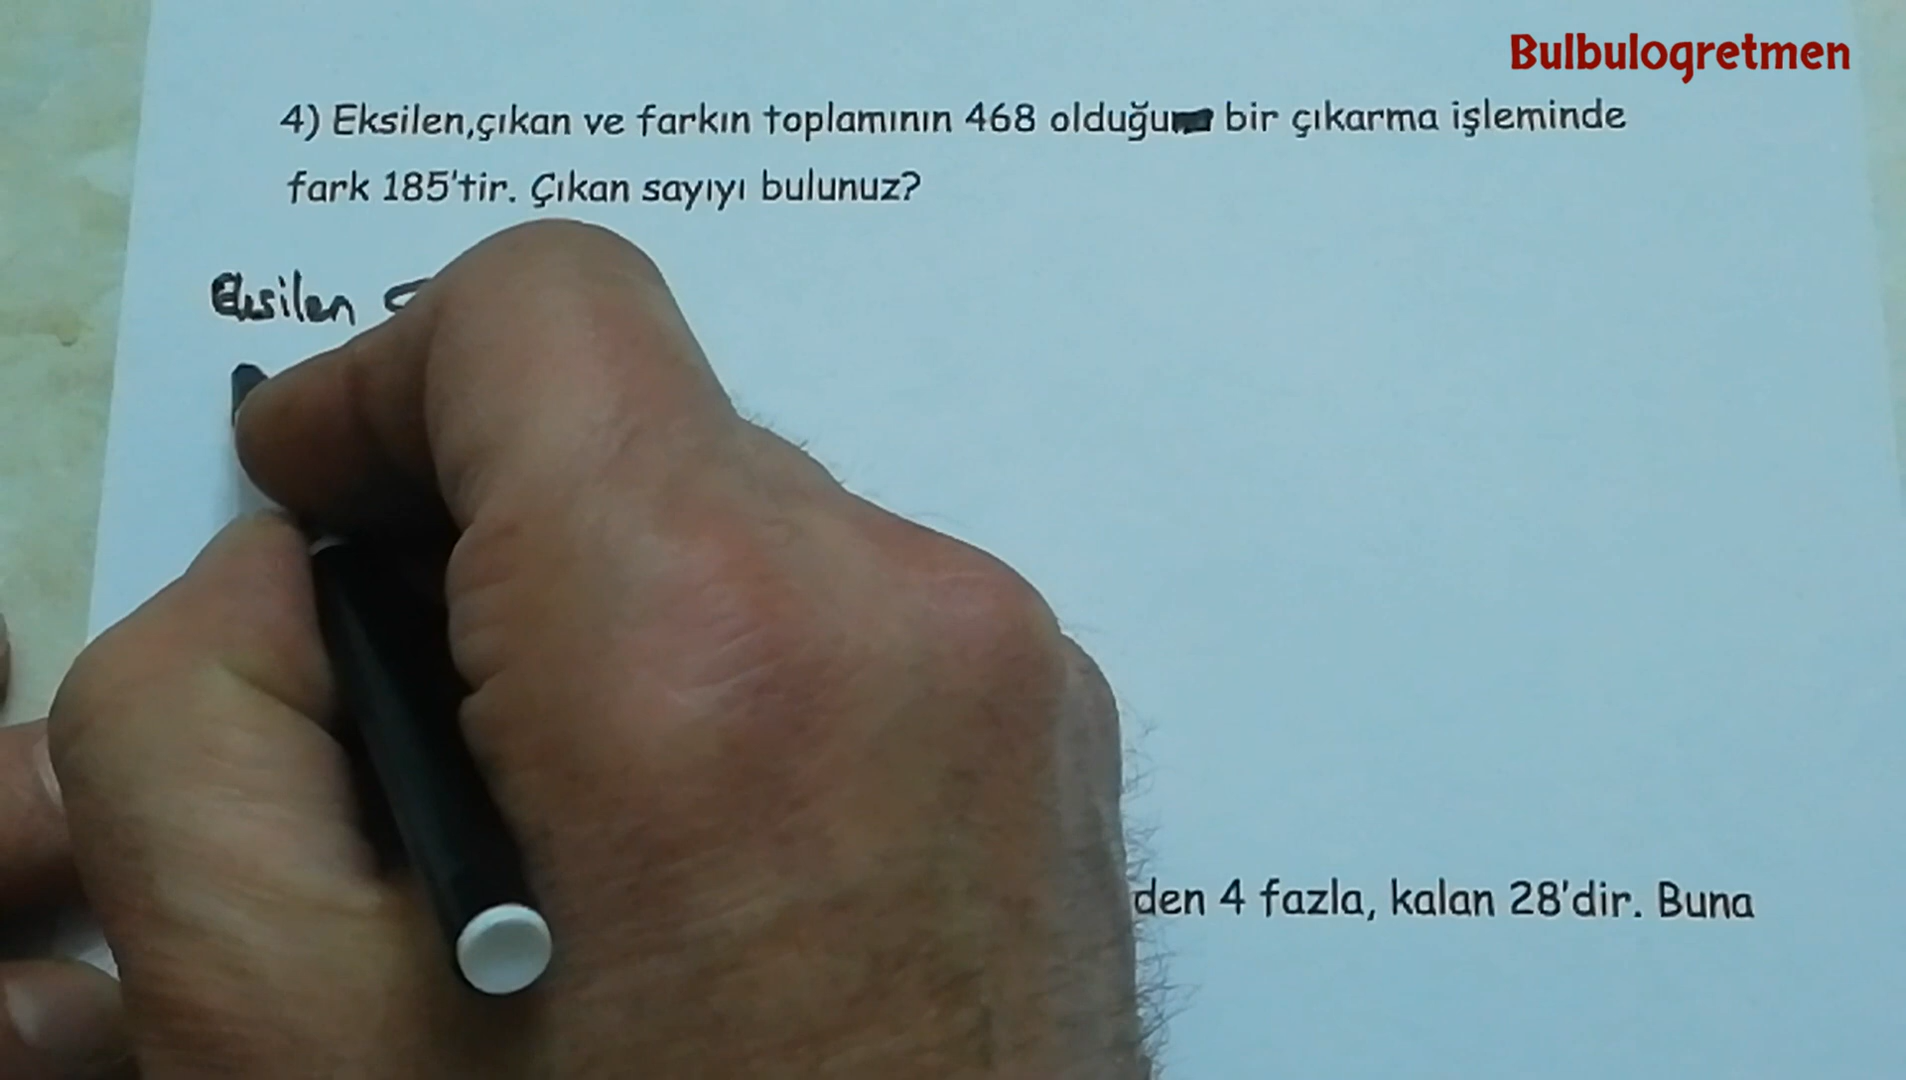 Bulbulogretmen
4) Eksilen,çıkan ve farkın toplamının 468 olduğu bir çıkarma işleminde
fark 185'tir. Çıkan sayıyı bulunuz?
Eksilen
den 4 fazla, kalan 28'dir. Buna